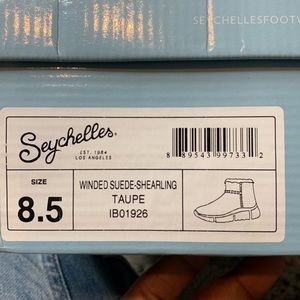 SEYCHELLESFOOTW
Seychelles
EST. 1984
LOS ANGELES
SIZE
8.5
WINDED SUEDE-SHEARLING
TAUPE
IB01926
8 89543 99733 2